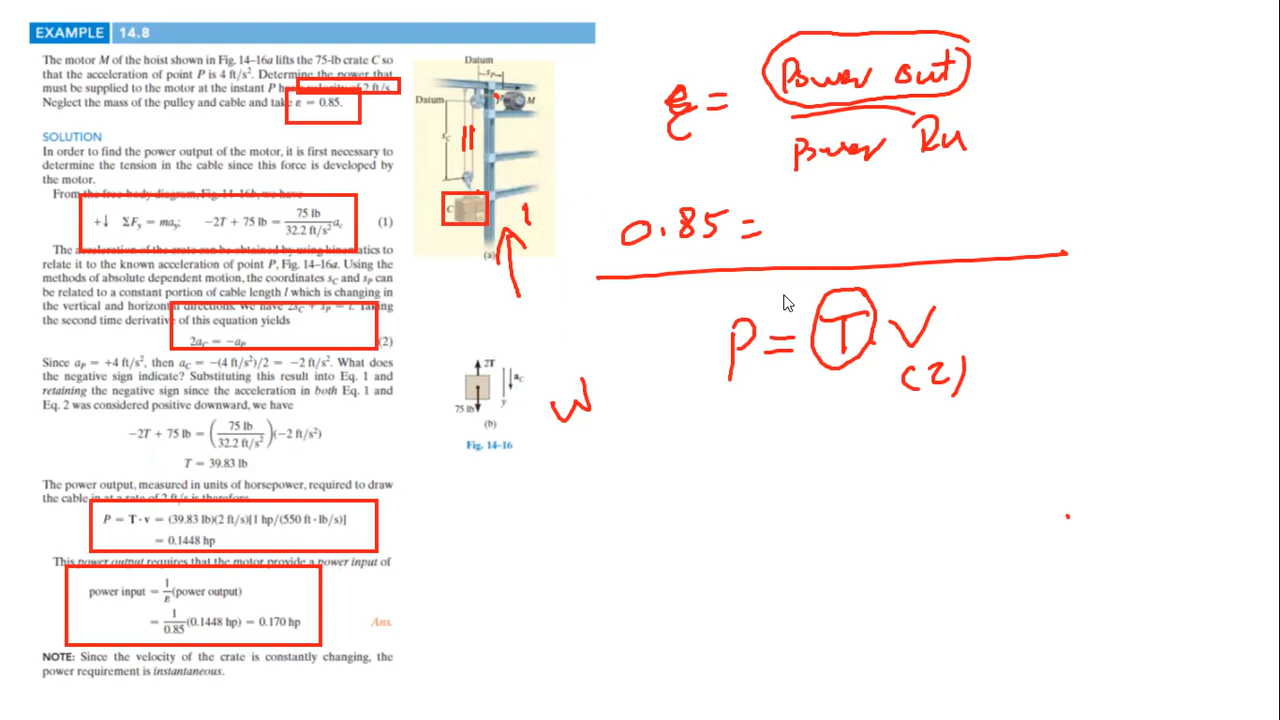 EXAMPLE 14.8
The motor M of the hoist shown in Fig. 14–16a lifts the 75-lb crate C so
that the acceleration of point P is 4 ft/s². Determine the power that
must be supplied to the motor at the instant P has a velocity of 2 ft/s.
Neglect the mass of the pulley and cable and take ε = 0.85.
SOLUTION
In order to find the power output of the motor, it is first necessary to
determine the tension in the cable since this force is developed by
the motor.
From the free-body diagram, Fig. 14–16b, we have
+↓ ΣFy = may; −2T + 75 lb = 75 lb / 32.2 ft/s² ac (1)
The acceleration of the crate can be obtained by using kinematics to
relate it to the known acceleration of point P, Fig. 14–16a. Using the
methods of absolute dependent motion, the coordinates sC and sP can
be related to a constant portion of cable length l which is changing in
the vertical and horizontal directions. We have 2sC + sP = l. Taking
the second time derivative of this equation yields
2aC = −aP (2)
Since aP = +4 ft/s², then aC = −(4 ft/s²)/2 = −2 ft/s². What does
the negative sign indicate? Substituting this result into Eq. 1 and
retaining the negative sign since the acceleration in both Eq. 1 and
Eq. 2 was considered positive downward, we have
−2T + 75 lb = (75 lb / 32.2 ft/s²)(−2 ft/s²)
T = 39.83 lb
The power output, measured in units of horsepower, required to draw
the cable in at a rate of 2 ft/s is therefore
P = T · v = (39.83 lb)(2 ft/s)[1 hp/(550 ft · lb/s)]
= 0.1448 hp
This power output requires that the motor provide a power input of
power input = 1/ε (power output)
= 1/0.85 (0.1448 hp) = 0.170 hp Ans.
NOTE: Since the velocity of the crate is constantly changing, the
power requirement is instantaneous.
Datum
sP
Datum
P
M
sC
C
(a)
2T
aC
75 lb
y
(b)
Fig. 14–16
W
ε = Power out / Power
0.85 =
P = T · V
(2)